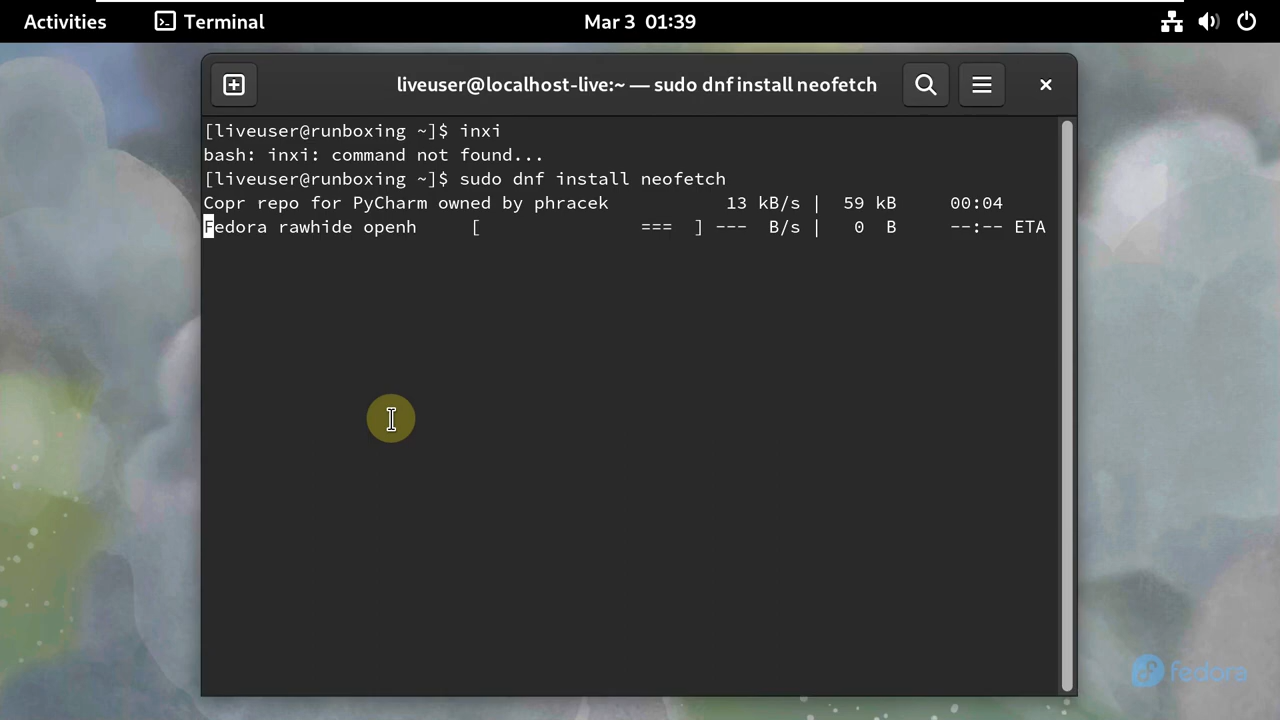 Activities Terminal Mar 3 01:39
liveuser@localhost-live:~ — sudo dnf install neofetch
[liveuser@runboxing ~]$ inxi
bash: inxi: command not found...
[liveuser@runboxing ~]$ sudo dnf install neofetch
Copr repo for PyCharm owned by phracek 13 kB/s | 59 kB 00:04
Fedora rawhide openh [ === ] --- B/s | 0 B --:-- ETA
fedora